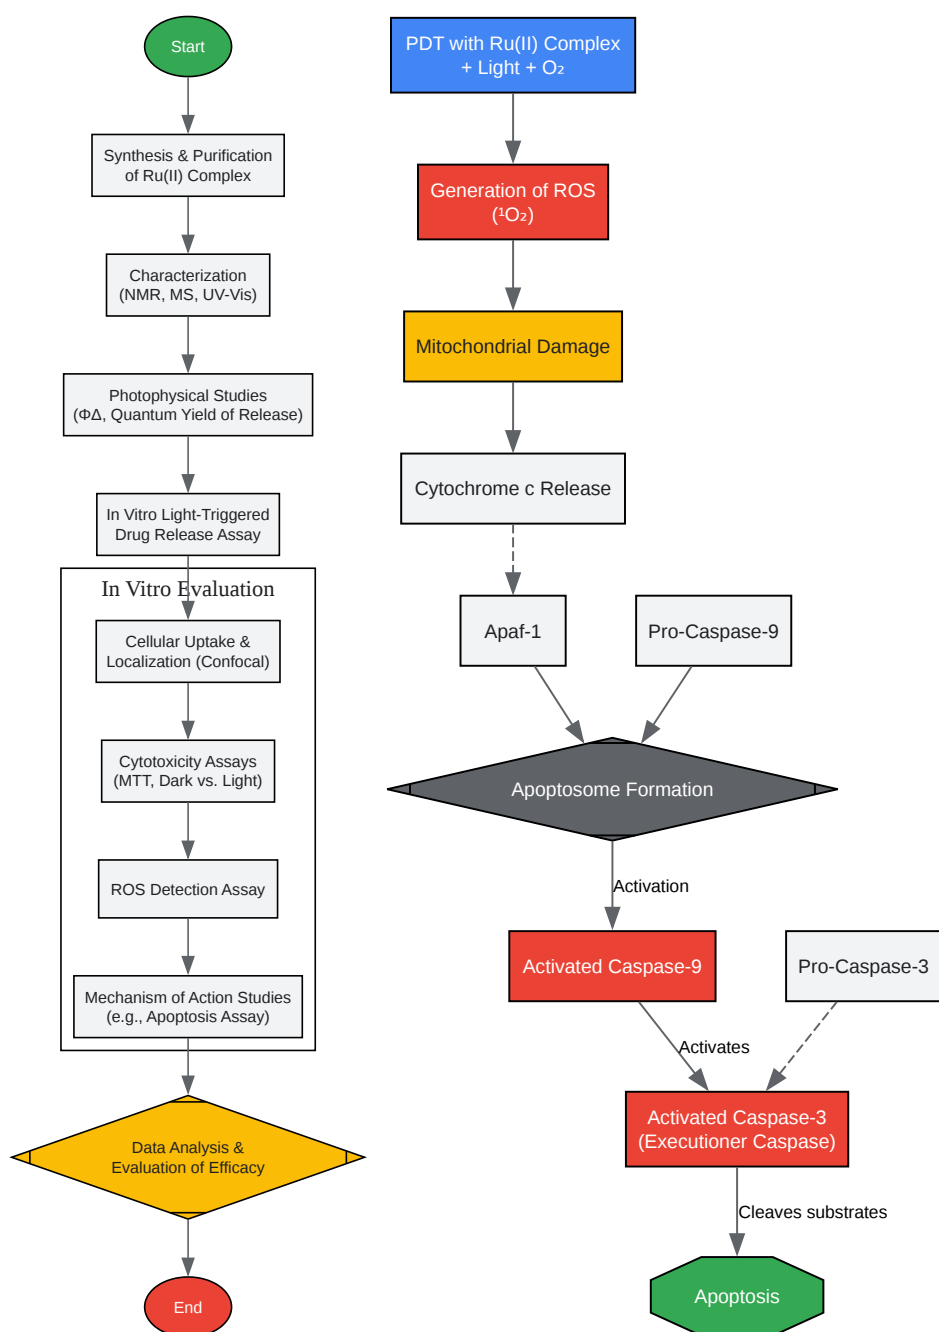 Start
Synthesis & Purification
of Ru(II) Complex
Characterization
(NMR, MS, UV-Vis)
Photophysical Studies
(ΦΔ, Quantum Yield of Release)
In Vitro Light-Triggered
Drug Release Assay
In Vitro Evaluation
Cellular Uptake &
Localization (Confocal)
Cytotoxicity Assays
(MTT, Dark vs. Light)
ROS Detection Assay
Mechanism of Action Studies
(e.g., Apoptosis Assay)
Data Analysis &
Evaluation of Efficacy
End
PDT with Ru(II) Complex
+ Light + O₂
Generation of ROS
(¹O₂)
Mitochondrial Damage
Cytochrome c Release
Apaf-1
Pro-Caspase-9
Apoptosome Formation
Activation
Activated Caspase-9
Pro-Caspase-3
Activates
Activated Caspase-3
(Executioner Caspase)
Cleaves substrates
Apoptosis